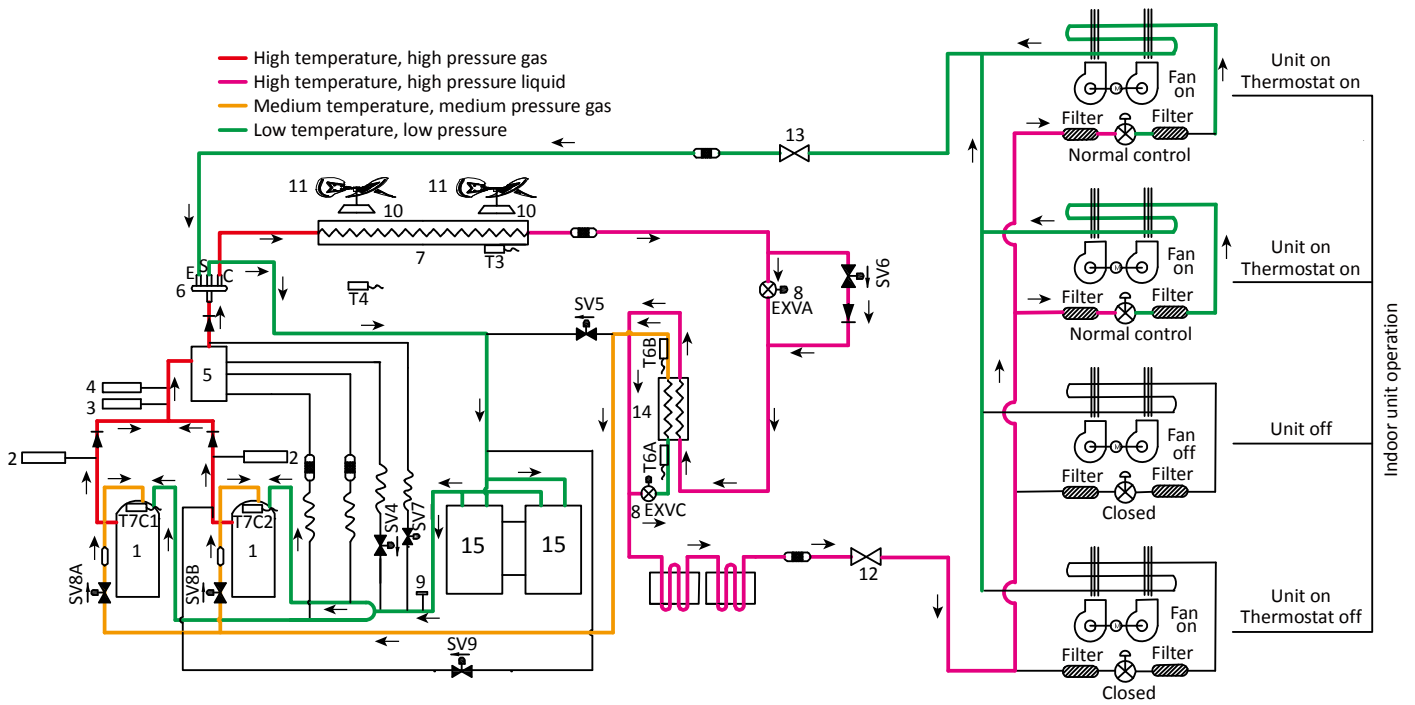 High temperature, high pressure gas
High temperature, high pressure liquid
Medium temperature, medium pressure gas
Low temperature, low pressure
13
11
11
10
10
7
T3
T4
E
S
C
6
SV5
8
EXVA
SV6
T6B
14
T6A
8
EXVC
5
4
3
2
2
T7C1
T7C2
1
1
SV8A
SV8B
SV4
SV7
9
15
15
SV9
12
Fan
on
M
Filter
Filter
Normal control
Unit on
Thermostat on
Fan
on
M
Filter
Filter
Normal control
Unit on
Thermostat on
Fan
off
M
Filter
Filter
Closed
Unit off
Fan
on
M
Filter
Filter
Closed
Unit on
Thermostat off
Indoor unit operation